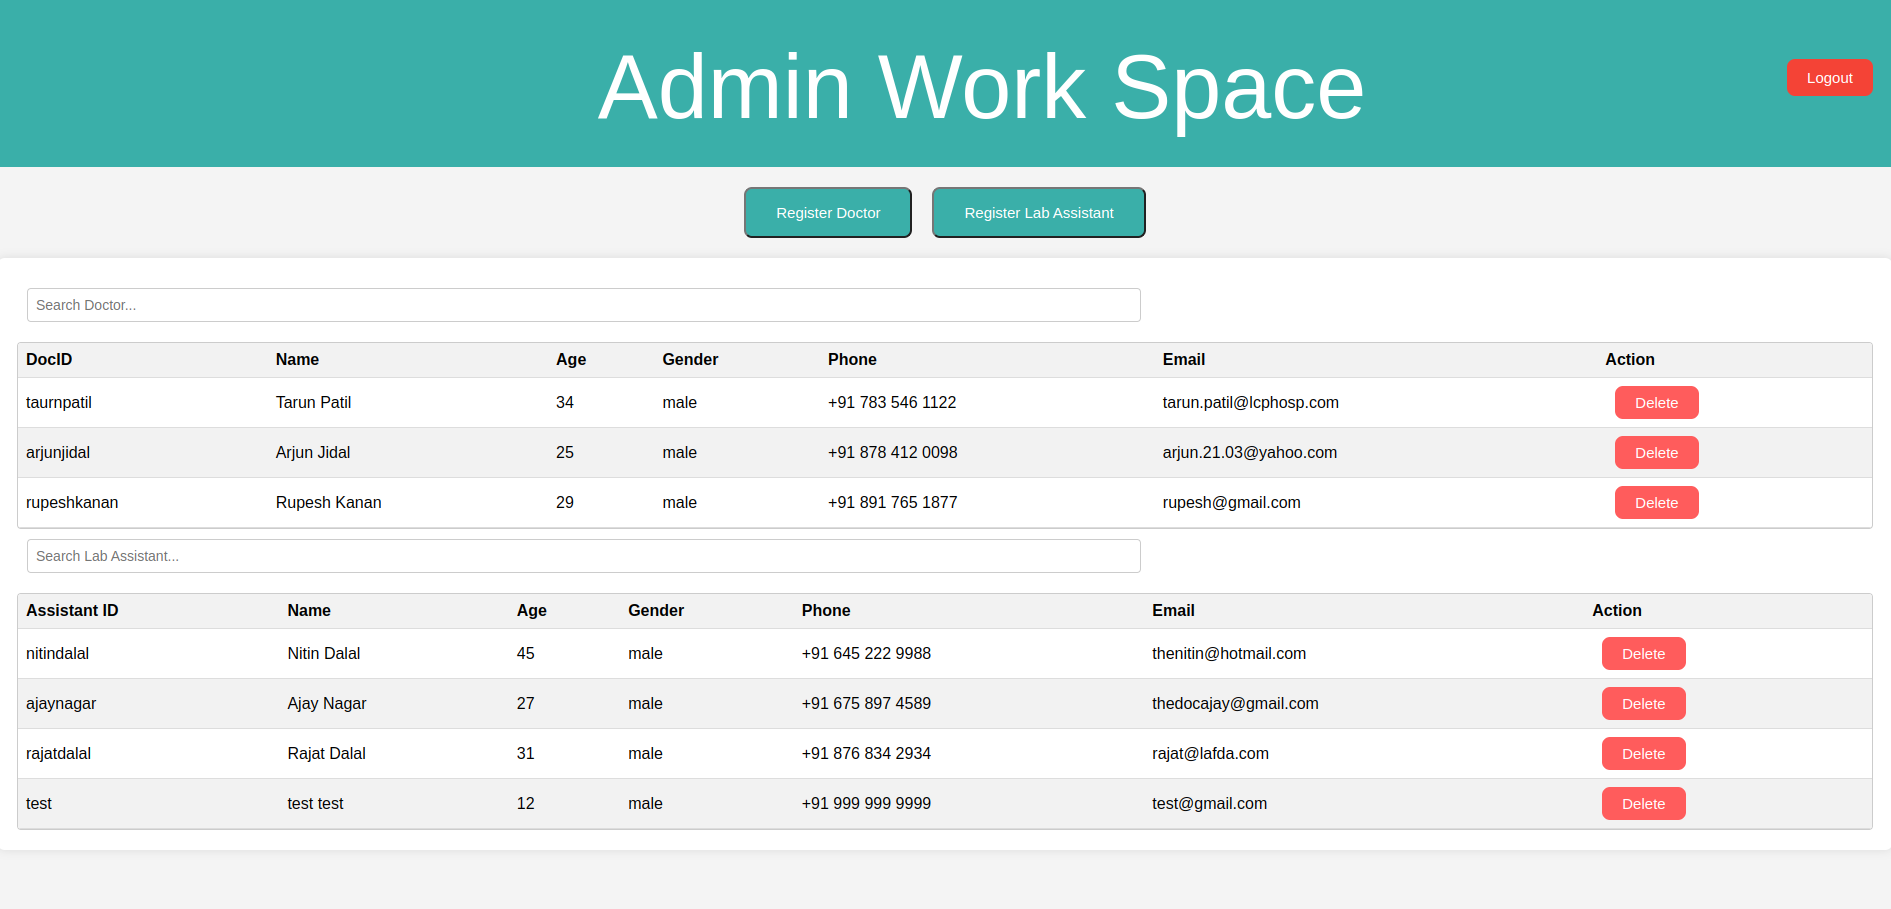 Admin Work Space
Logout
Register Doctor Register Lab Assistant
Search Doctor...
DocID Name Age Gender Phone Email Action
taurnpatil Tarun Patil 34 male +91 783 546 1122 tarun.patil@lcphosp.com Delete
arjunjidal Arjun Jidal 25 male +91 878 412 0098 arjun.21.03@yahoo.com Delete
rupeshkanan Rupesh Kanan 29 male +91 891 765 1877 rupesh@gmail.com Delete
Search Lab Assistant...
Assistant ID Name Age Gender Phone Email Action
nitindalal Nitin Dalal 45 male +91 645 222 9988 thenitin@hotmail.com Delete
ajaynagar Ajay Nagar 27 male +91 675 897 4589 thedocajay@gmail.com Delete
rajatdalal Rajat Dalal 31 male +91 876 834 2934 rajat@lafda.com Delete
test test test 12 male +91 999 999 9999 test@gmail.com Delete